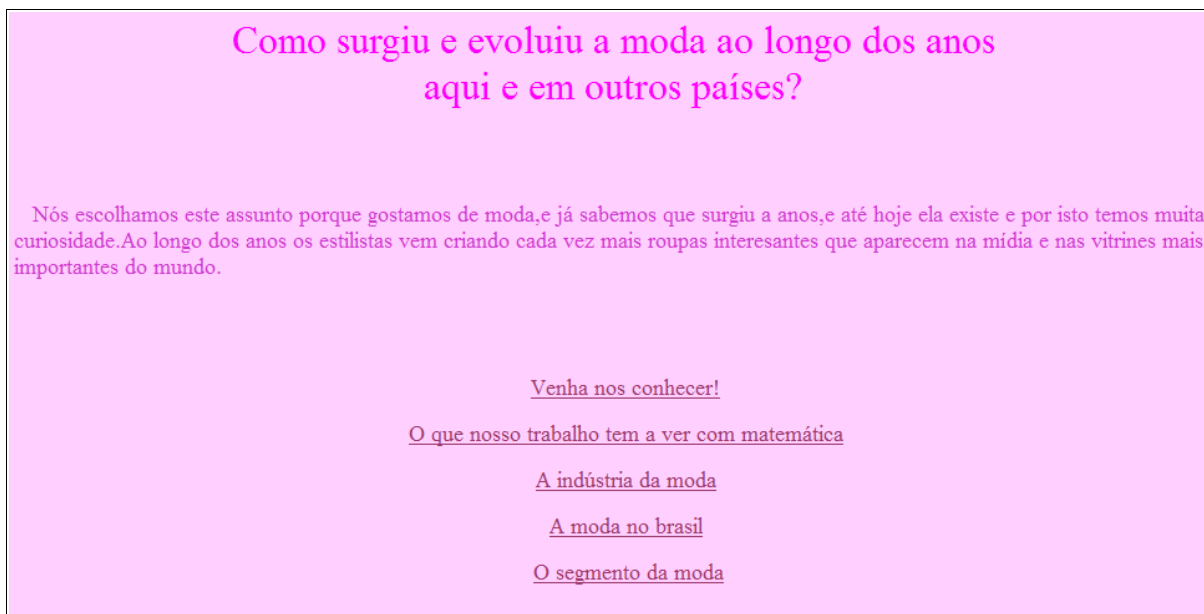 Como surgiu e evoluiu a moda ao longo dos anos
aqui e em outros países?
Nós escolhamos este assunto porque gostamos de moda,e já sabemos que surgiu a anos,e até hoje ela existe e por isto temos muita
curiosidade.Ao longo dos anos os estilistas vem criando cada vez mais roupas interesantes que aparecem na mídia e nas vitrines mais
importantes do mundo.
Venha nos conhecer!
O que nosso trabalho tem a ver com matemática
A indústria da moda
A moda no brasil
O segmento da moda